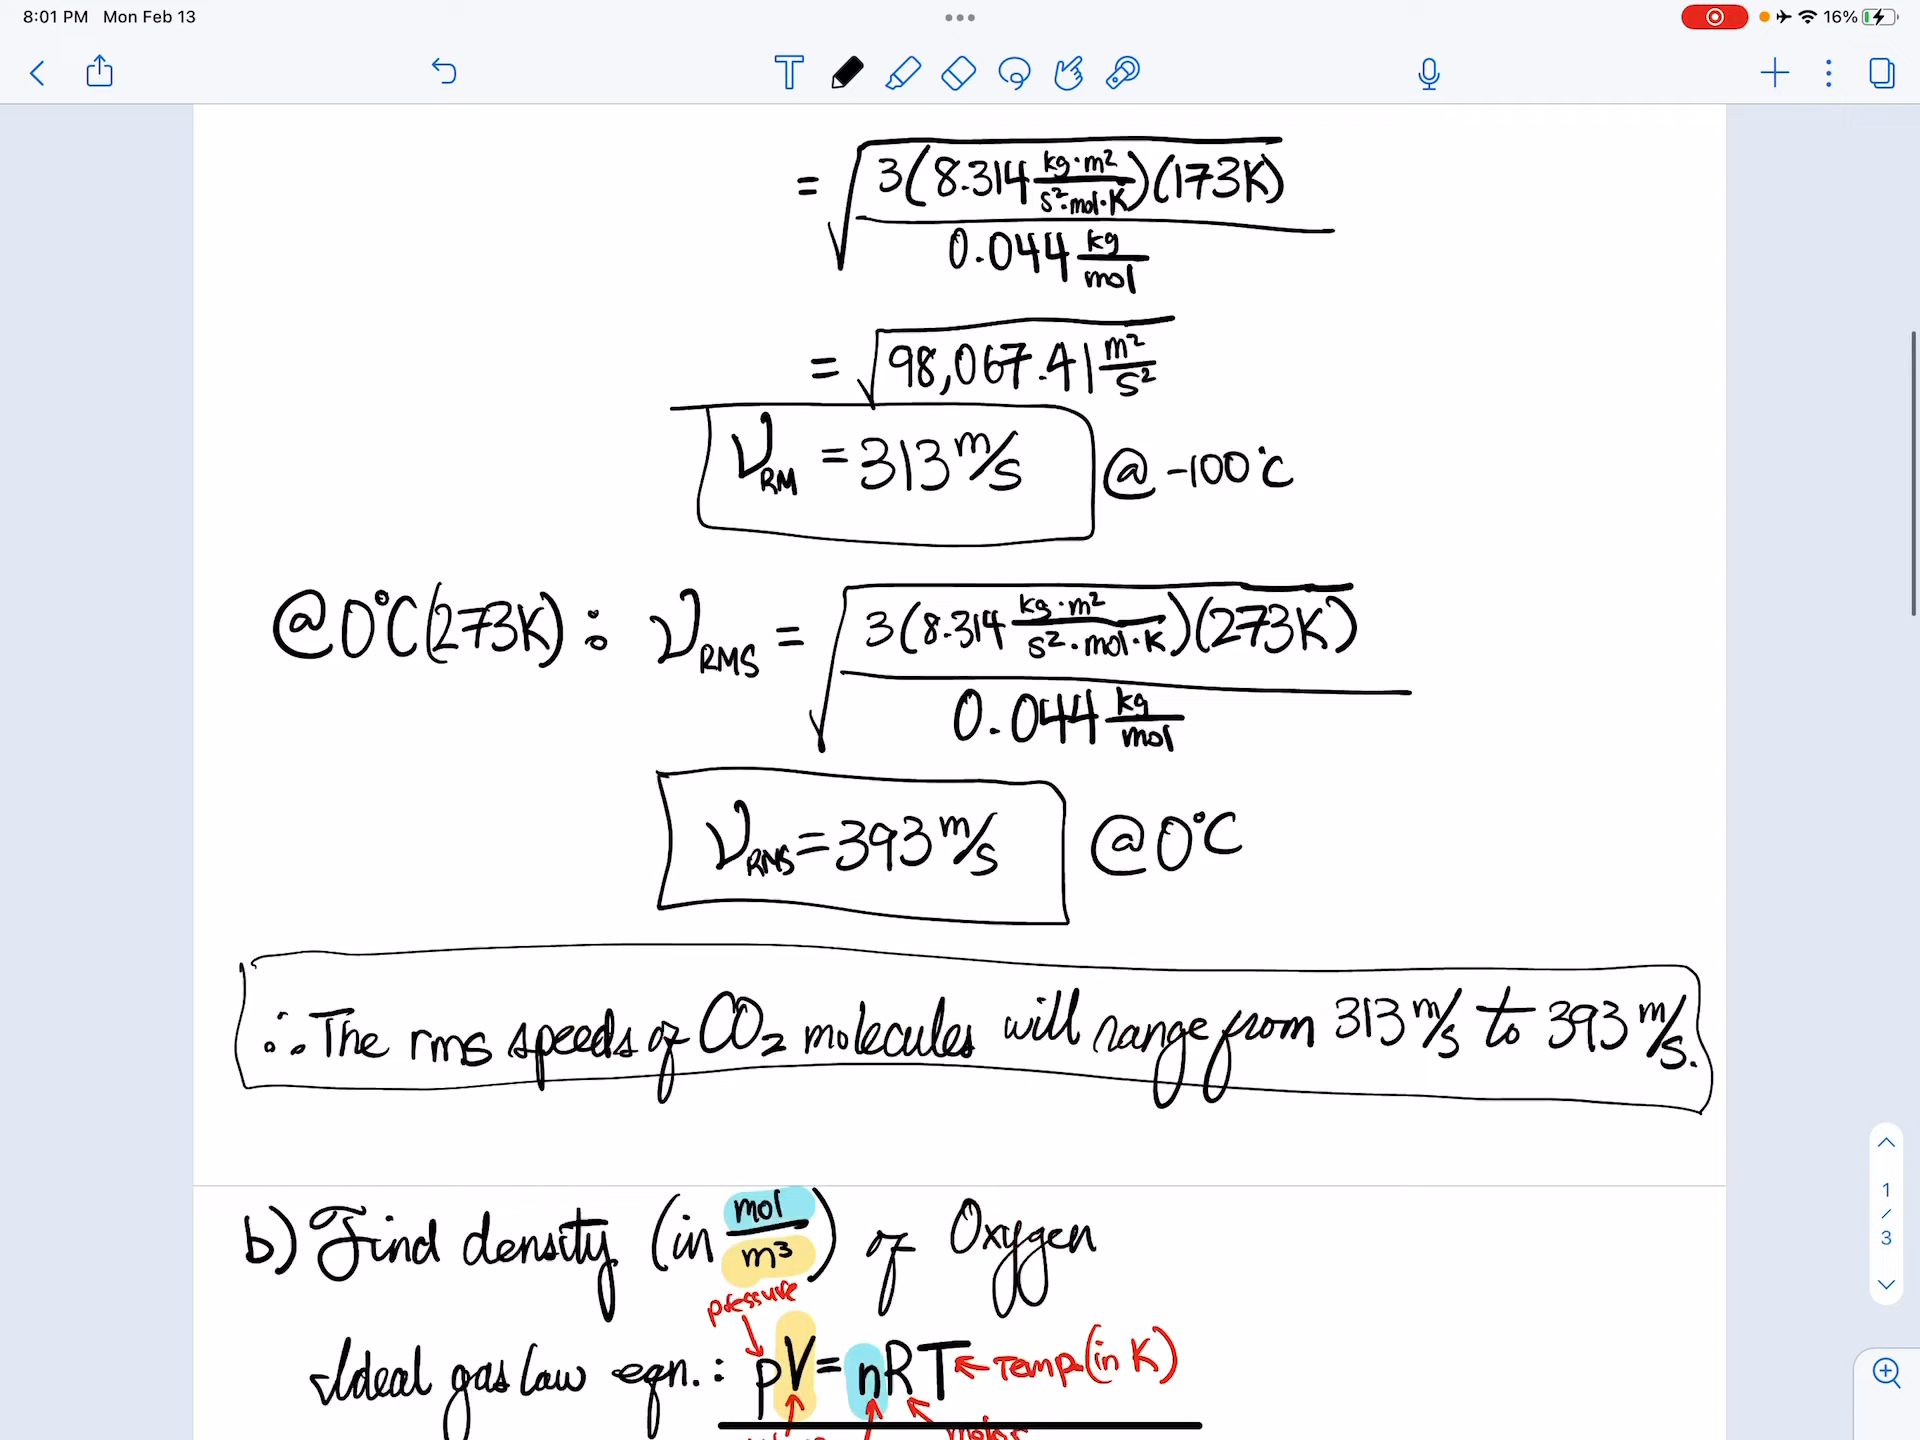 8:01 PM Mon Feb 13
16%
= √ 3(8.314 kg·m²/s²·mol·K)(173K) / 0.044 kg/mol
= √ 98,067.41 m²/s²
V_RM = 313 m/s @ -100°C
@0°C(273K): V_RMS = √ 3(8.314 kg·m²/s²·mol·K)(273K) / 0.044 kg/mol
V_RMS = 393 m/s @0°C
∴ The rms speeds of CO₂ molecules will range from 313 m/s to 393 m/s.
b) Find density (in mol/m³) of Oxygen
pressure
Ideal gas law eqn.: pV = nRT ← Temp (in K)
1
/
3